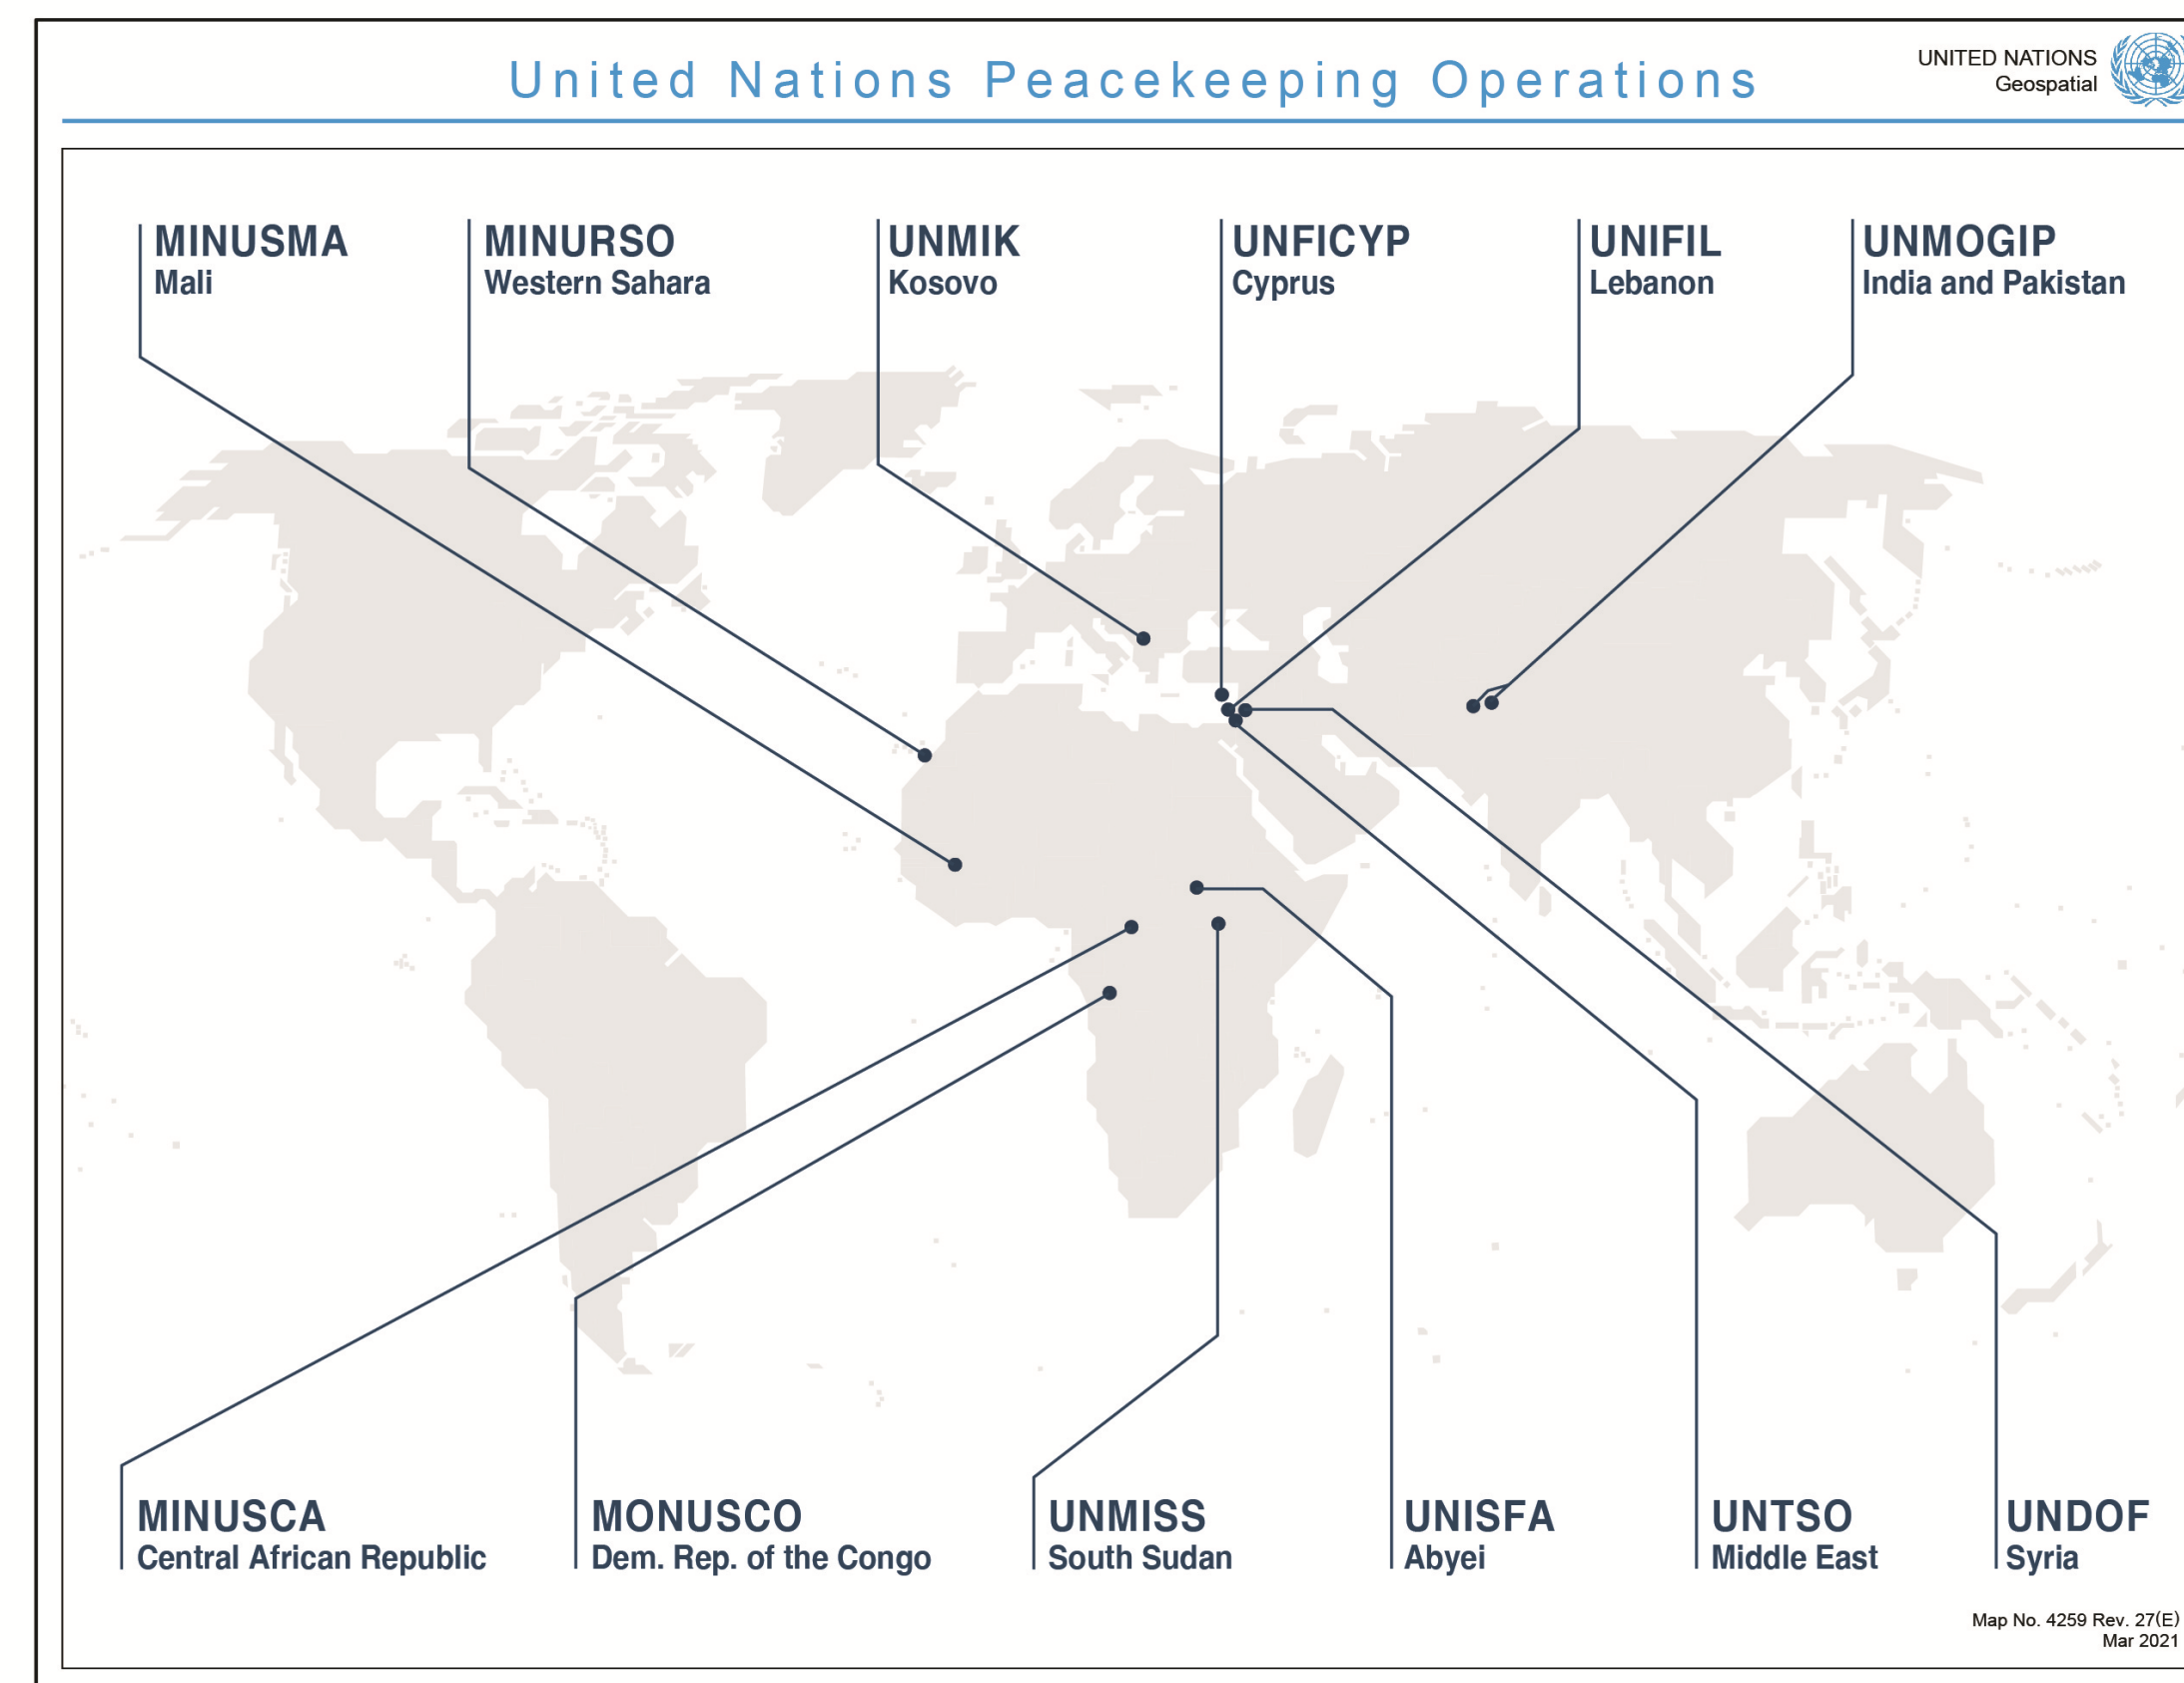 United Nations Peacekeeping Operations
UNITED NATIONS
Geospatial
MINUSMA
Mali
MINURSO
Western Sahara
UNMIK
Kosovo
UNFICYP
Cyprus
UNIFIL
Lebanon
UNMOGIP
India and Pakistan
MINUSCA
Central African Republic
MONUSCO
Dem. Rep. of the Congo
UNMISS
South Sudan
UNISFA
Abyei
UNTSO
Middle East
UNDOF
Syria
Map No. 4259 Rev. 27(E)
Mar 2021